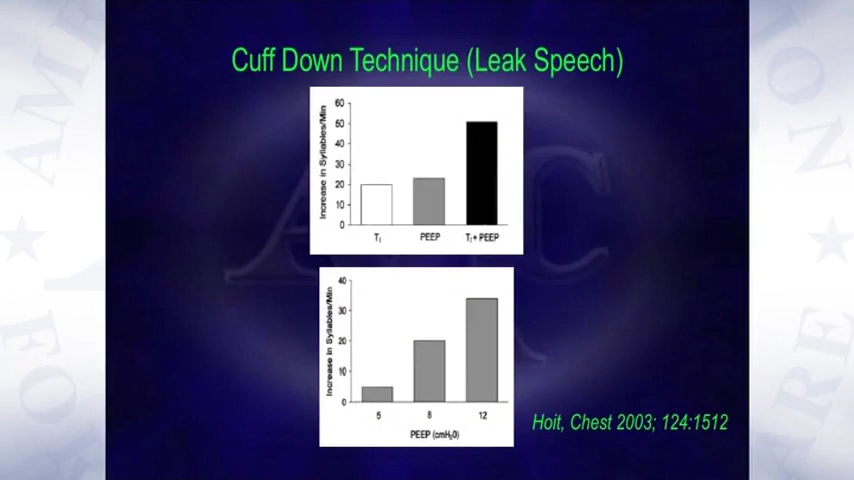 Cuff Down Technique (Leak Speech)
60
50
40
30
20
10
0
Increase in Syllables/Min
Tᵢ
PEEP
Tᵢ + PEEP
40
30
20
10
0
Increase in Syllables/Min
5
8
12
PEEP (cmH₂0)
Hoit, Chest 2003; 124:1512